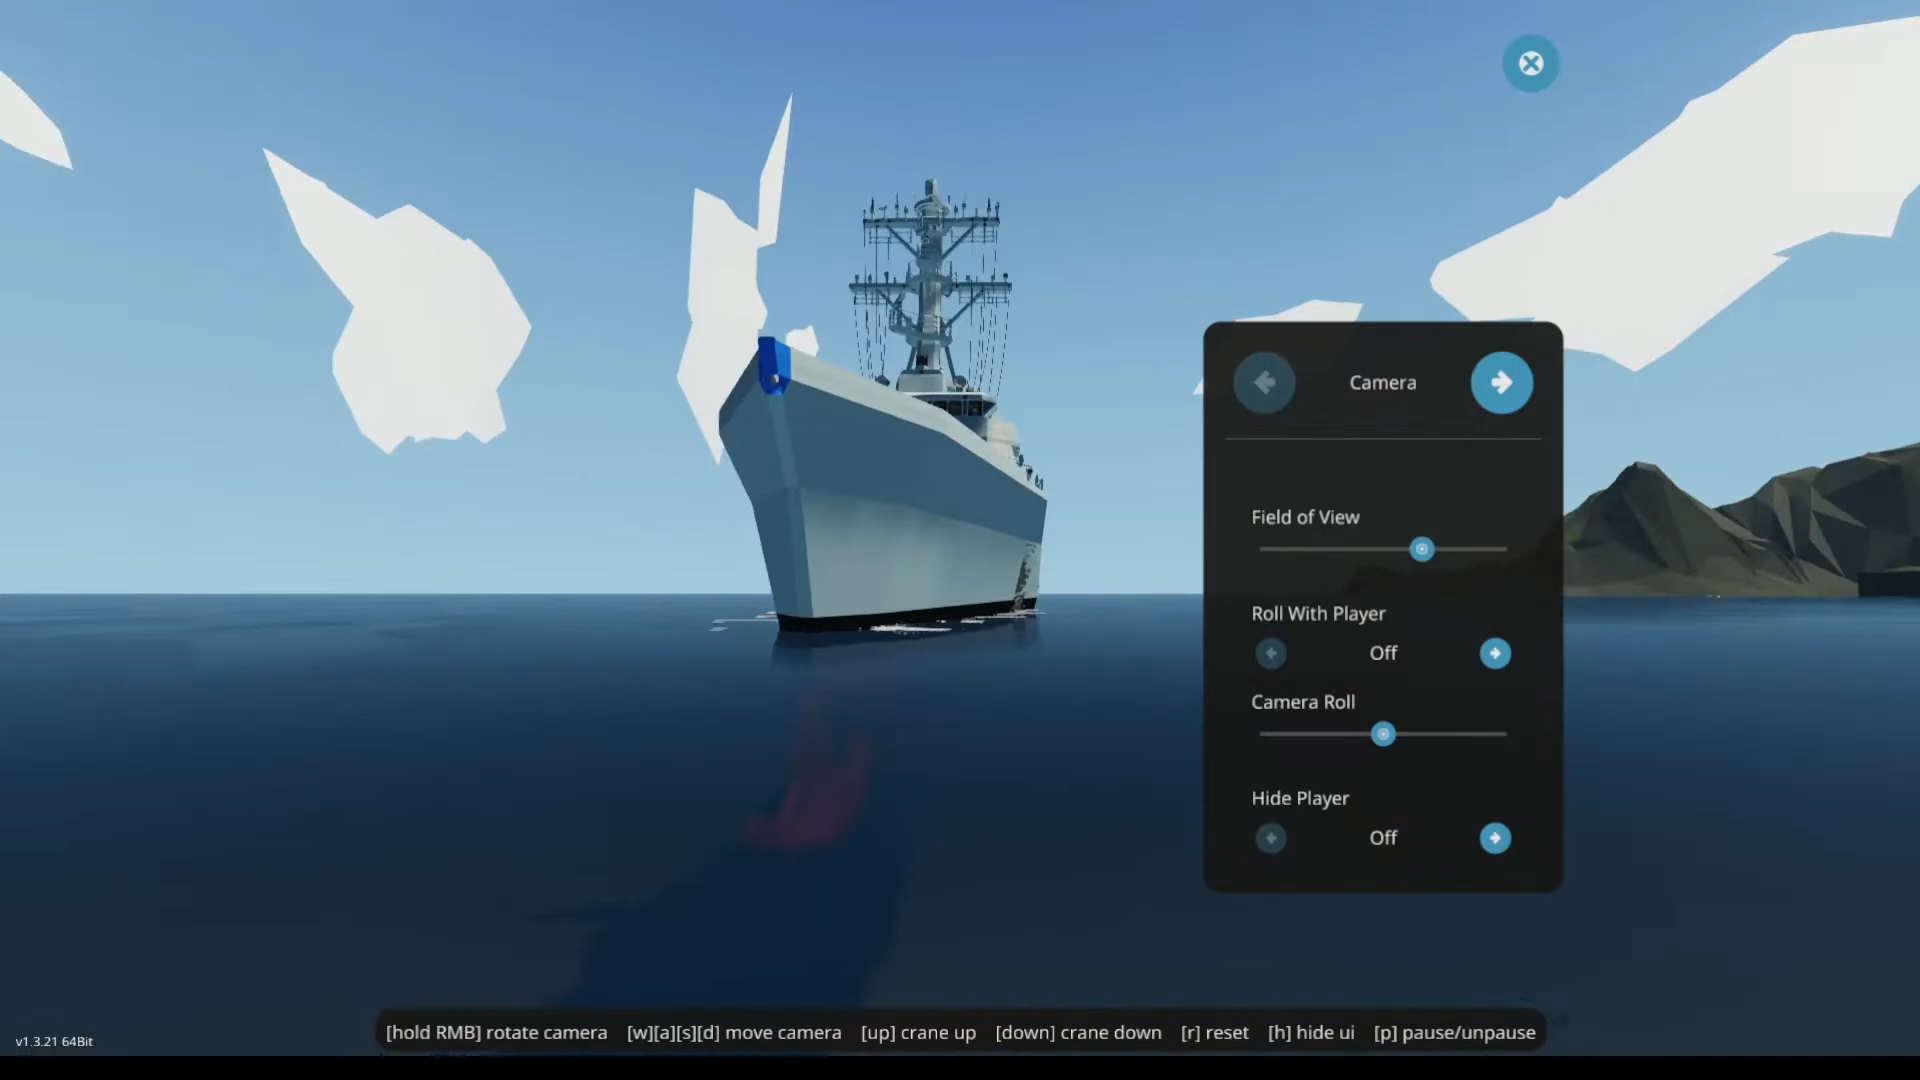 Camera
Field of View
Roll With Player
Off
Camera Roll
Hide Player
Off
[hold RMB] rotate camera [w][a][s][d] move camera [up] crane up [down] crane down [r] reset [h] hide ui [p] pause/unpause
v1.3.21 64Bit